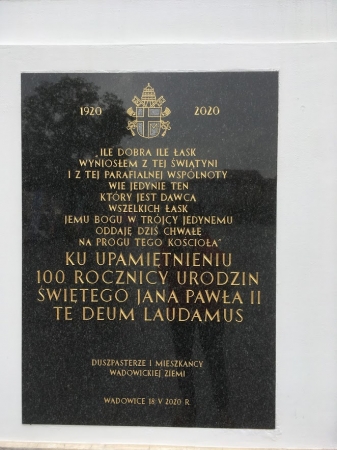 1920 2020
„ILE DOBRA ILE ŁASK
WYNIOSŁEM Z TEJ ŚWIĄTYNI
I Z TEJ PARAFIALNEJ WSPÓLNOTY
WIE JEDYNIE TEN
KTÓRY JEST DAWCĄ
WSZELKICH ŁASK
JEMU BOGU W TRÓJCY JEDYNEMU
ODDAJĘ DZIŚ CHWAŁĘ
NA PROGU TEGO KOŚCIOŁA"
KU UPAMIĘTNIENIU
100. ROCZNICY URODZIN
ŚWIĘTEGO JANA PAWŁA II
TE DEUM LAUDAMUS
DUSZPASTERZE I MIESZKAŃCY
WADOWICKIEJ ZIEMI
WADOWICE 18 V 2020 R.